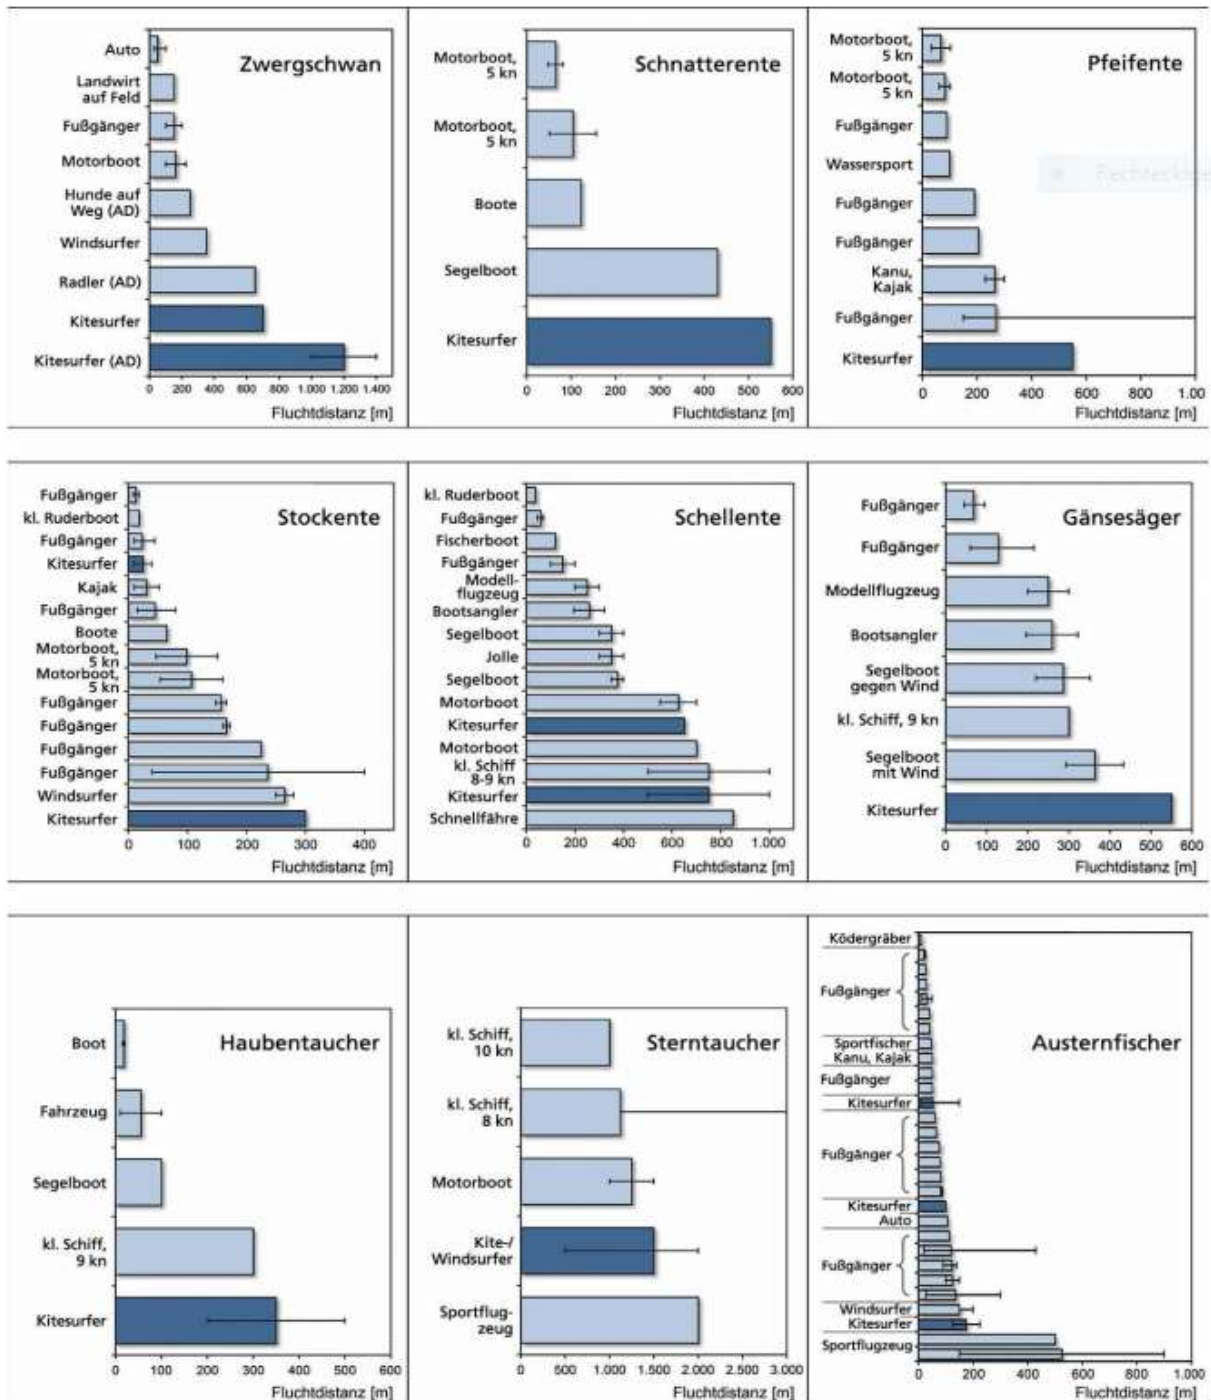 Zwergschwan
Auto
Landwirt
auf Feld
Fußgänger
Motorboot
Hunde auf
Weg (AD)
Windsurfer
Radler (AD)
Kitesurfer
Kitesurfer (AD)
0 200 400 600 800 1.000 1.200 1.400
Fluchtdistanz [m]
Schnatterente
Motorboot,
5 kn
Motorboot,
5 kn
Boote
Segelboot
Kitesurfer
0 100 200 300 400 500 600
Fluchtdistanz [m]
Pfeifente
Motorboot,
5 kn
Motorboot,
5 kn
Fußgänger
Wassersport
Fußgänger
Fußgänger
Kanu,
Kajak
Fußgänger
Kitesurfer
0 200 400 600 800 1.00
Fluchtdistanz [m]
Stockente
Fußgänger
kl. Ruderboot
Fußgänger
Kitesurfer
Kajak
Fußgänger
Boote
Motorboot,
5 kn
Motorboot,
5 kn
Fußgänger
Fußgänger
Fußgänger
Fußgänger
Windsurfer
Kitesurfer
0 100 200 300 400
Fluchtdistanz [m]
Schellente
kl. Ruderboot
Fußgänger
Fischerboot
Fußgänger
Modell-
flugzeug
Bootsangler
Segelboot
Jolle
Segelboot
Motorboot
Kitesurfer
Motorboot
kl. Schiff
8-9 kn
Kitesurfer
Schnellfähre
0 200 400 600 800 1.000
Fluchtdistanz [m]
Gänsesäger
Fußgänger
Fußgänger
Modellflugzeug
Bootsangler
Segelboot
gegen Wind
kl. Schiff, 9 kn
Segelboot
mit Wind
Kitesurfer
0 100 200 300 400 500 600
Fluchtdistanz [m]
Haubentaucher
Boot
Fahrzeug
Segelboot
kl. Schiff,
9 kn
Kitesurfer
0 100 200 300 400 500 600
Fluchtdistanz [m]
Sterntaucher
kl. Schiff,
10 kn
kl. Schiff,
8 kn
Motorboot
Kite-/
Windsurfer
Sportflug-
zeug
0 500 1.000 1.500 2.000 2.500 3.000
Fluchtdistanz [m]
Austernfischer
Ködergräber
Fußgänger
Sportfischer
Kanu, Kajak
Fußgänger
Kitesurfer
Fußgänger
Kitesurfer
Auto
Fußgänger
Windsurfer
Kitesurfer
Sportflugzeug
0 200 400 600 800 1.000
Fluchtdistanz [m]